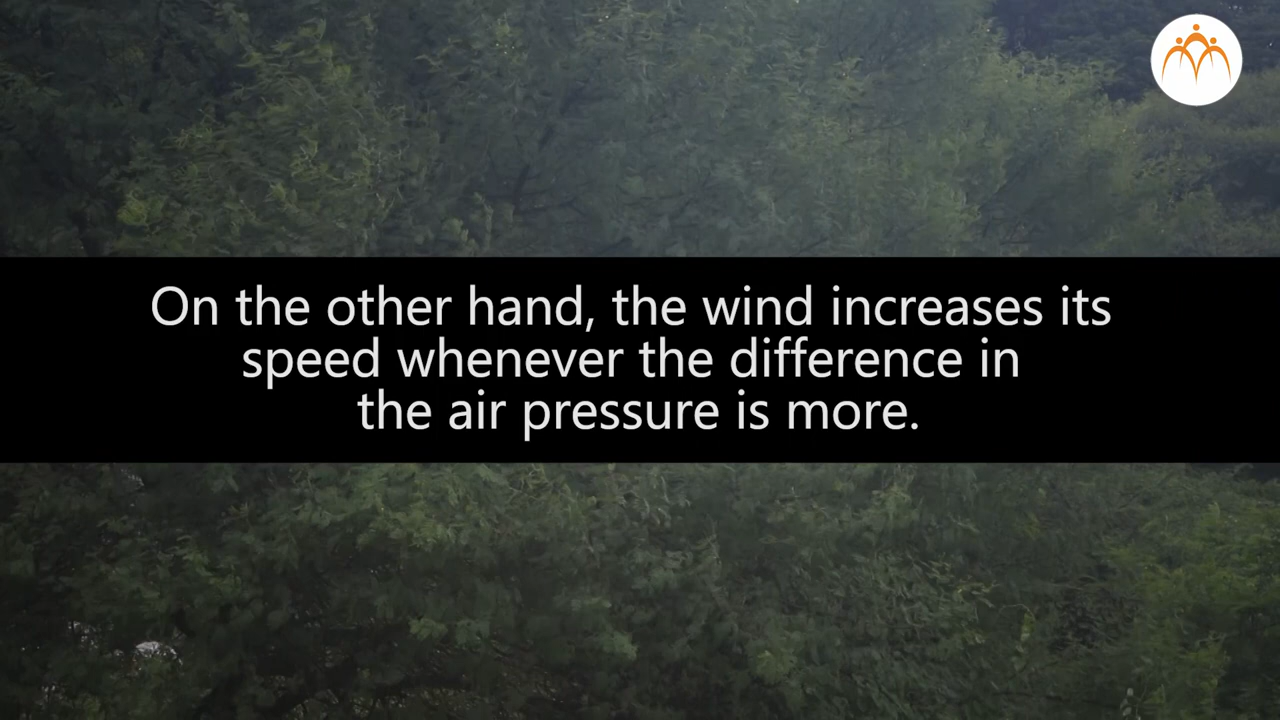 On the other hand, the wind increases its
speed whenever the difference in
the air pressure is more.